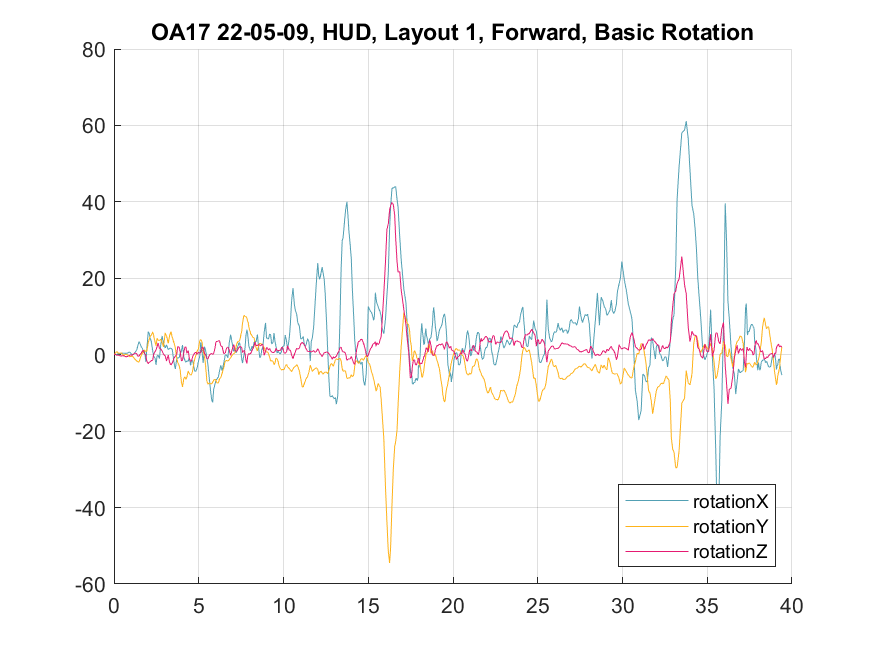 OA17 22-05-09, HUD, Layout 1, Forward, Basic Rotation
80
60
40
20
0
-20
-40
-60
0 5 10 15 20 25 30 35 40
rotationX
rotationY
rotationZ